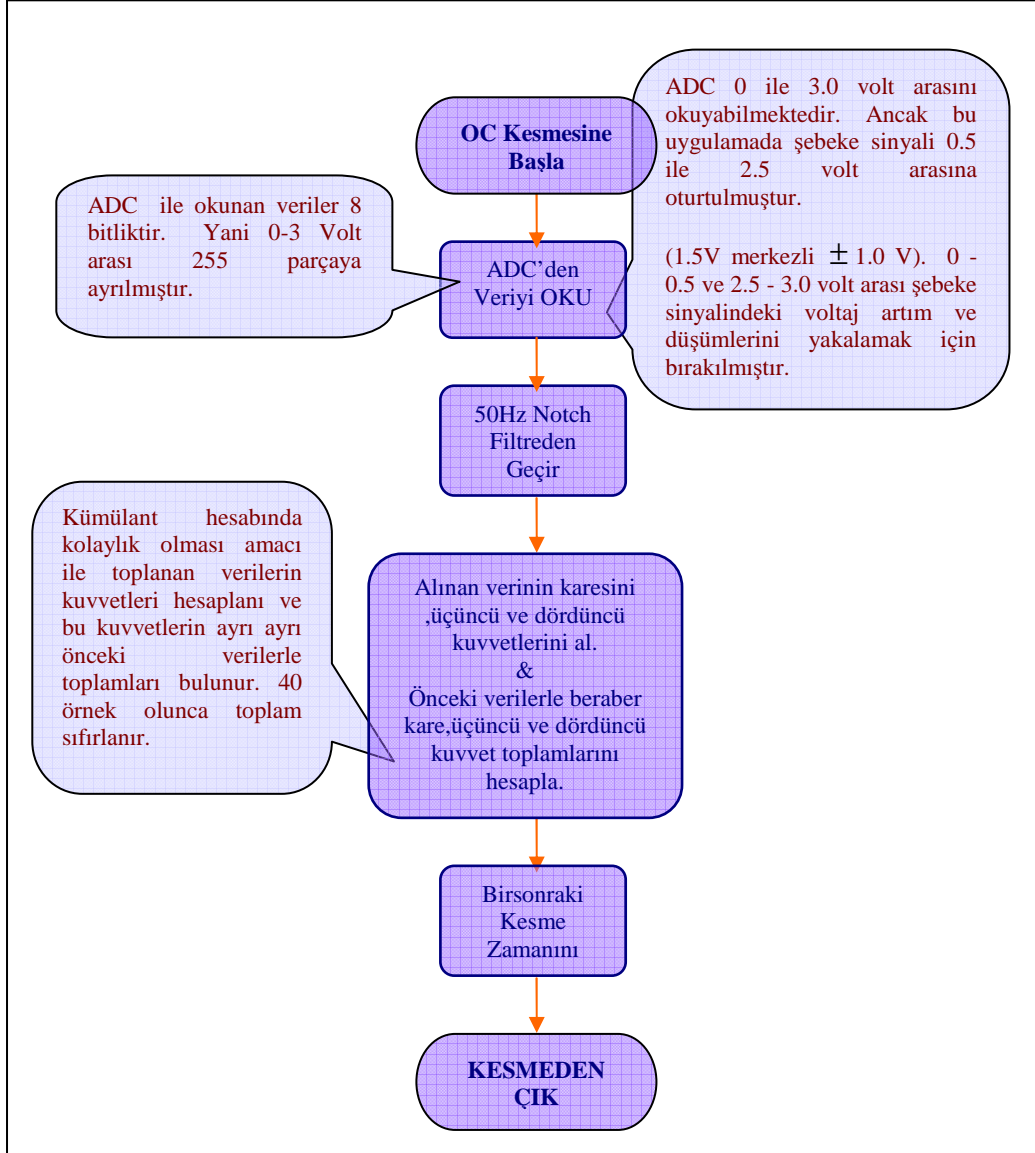 OC Kesmesine
Başla
ADC 0 ile 3.0 volt arasını
okuyabilmektedir. Ancak bu
uygulamada şebeke sinyali 0.5
ile 2.5 volt arasına
oturtulmuştur.
(1.5V merkezli ± 1.0 V). 0 -
0.5 ve 2.5 - 3.0 volt arası şebeke
sinyalindeki voltaj artım ve
düşümlerini yakalamak için
bırakılmıştır.
ADC ile okunan veriler 8
bitliktir. Yani 0-3 Volt
arası 255 parçaya
ayrılmıştır.
ADC’den
Veriyi OKU
50Hz Notch
Filtreden
Geçir
Kümülant hesabında
kolaylık olması amacı
ile toplanan verilerin
kuvvetleri hesaplanı ve
bu kuvvetlerin ayrı ayrı
önceki verilerle
toplamları bulunur. 40
örnek olunca toplam
sıfırlanır.
Alınan verinin karesini
,üçüncü ve dördüncü
kuvvetlerini al.
&
Önceki verilerle beraber
kare,üçüncü ve dördüncü
kuvvet toplamlarını
hesapla.
Birsonraki
Kesme
Zamanını
KESMEDEN
ÇIK